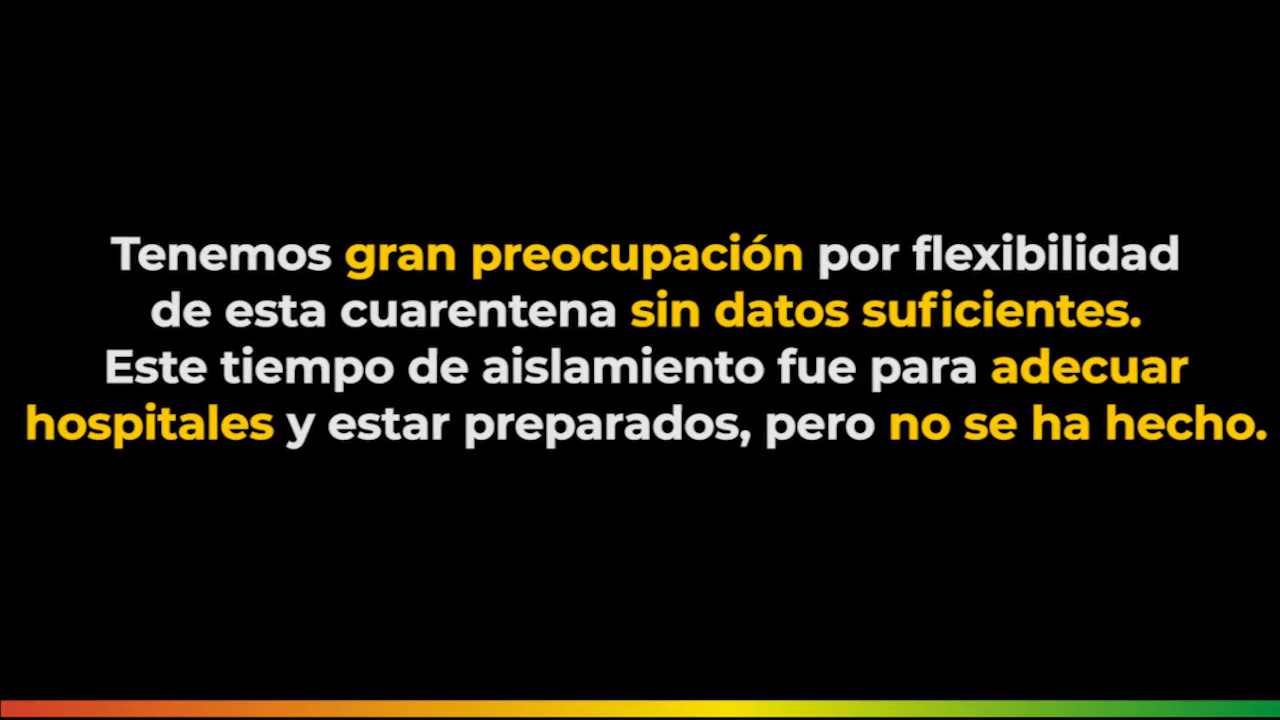 Tenemos gran preocupación por flexibilidad
de esta cuarentena sin datos suficientes.
Este tiempo de aislamiento fue para adecuar
hospitales y estar preparados, pero no se ha hecho.